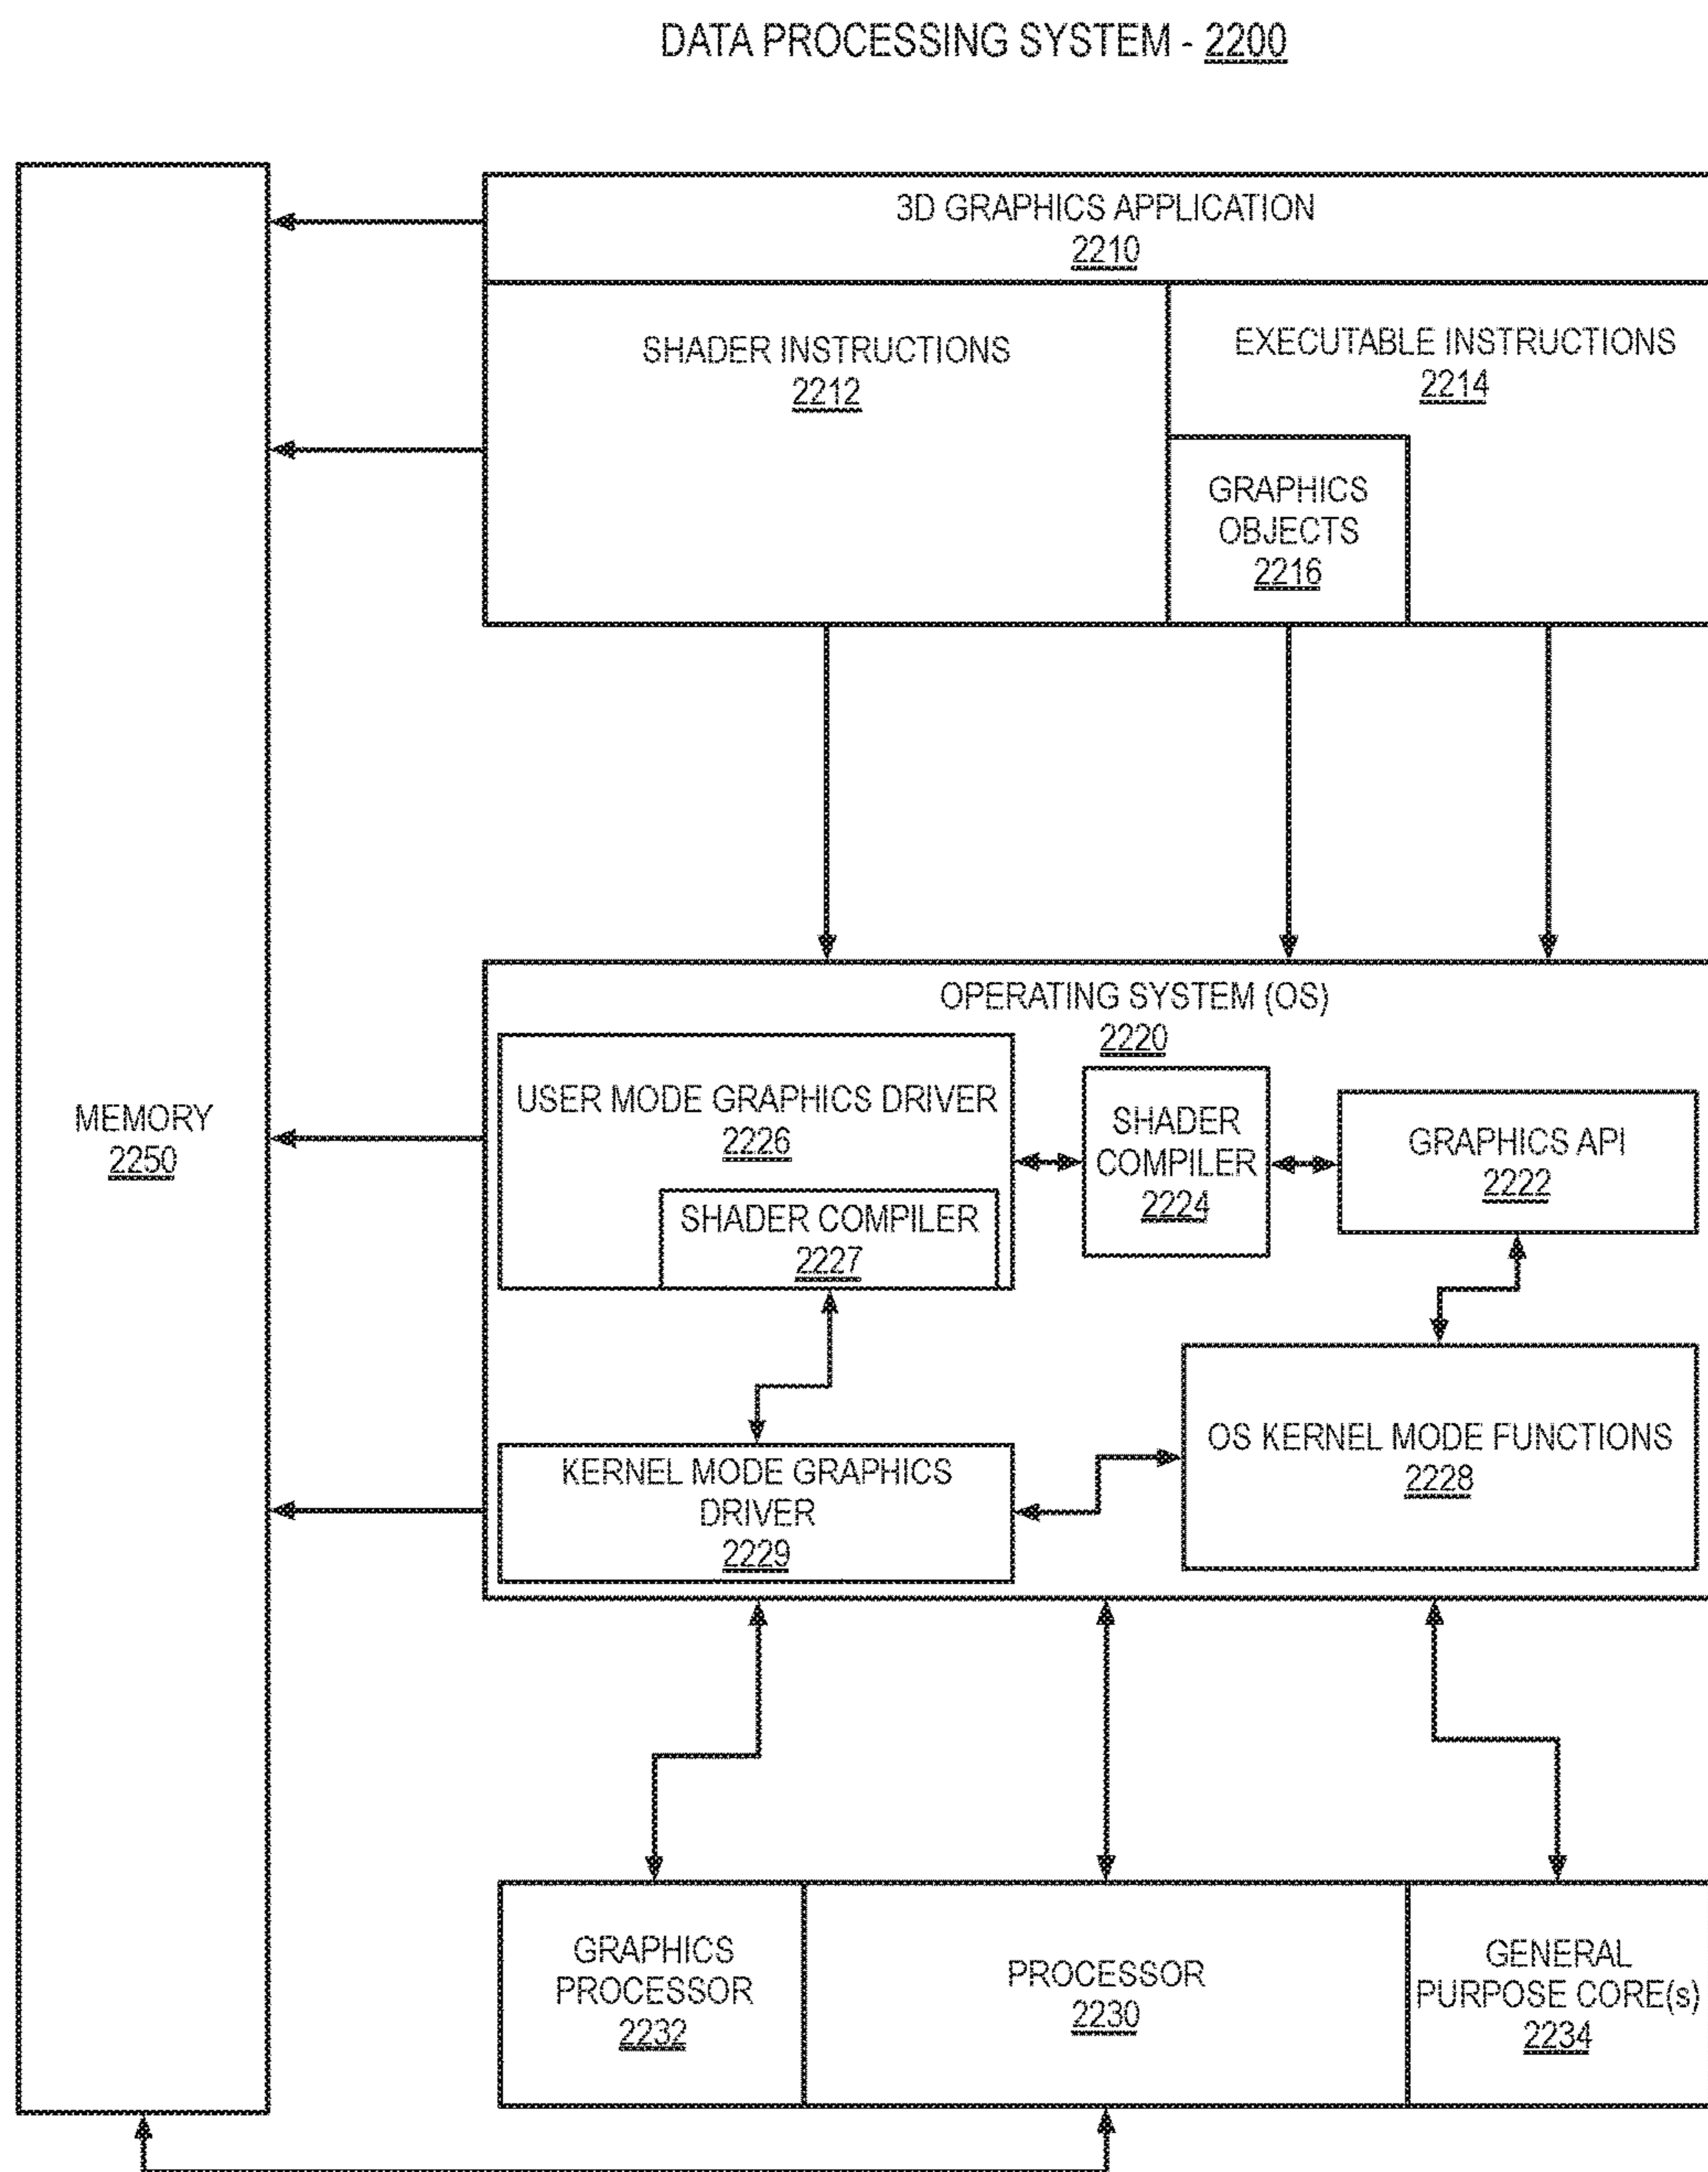 DATA PROCESSING SYSTEM - 2200
3D GRAPHICS APPLICATION
2210
SHADER INSTRUCTIONS
2212
EXECUTABLE INSTRUCTIONS
2214
GRAPHICS
OBJECTS
2216
MEMORY
2250
OPERATING SYSTEM (OS)
2220
USER MODE GRAPHICS DRIVER
2226
SHADER COMPILER
2227
SHADER
COMPILER
2224
GRAPHICS API
2222
KERNEL MODE GRAPHICS
DRIVER
2229
OS KERNEL MODE FUNCTIONS
2228
GRAPHICS
PROCESSOR
2232
PROCESSOR
2230
GENERAL
PURPOSE CORE(s)
2234